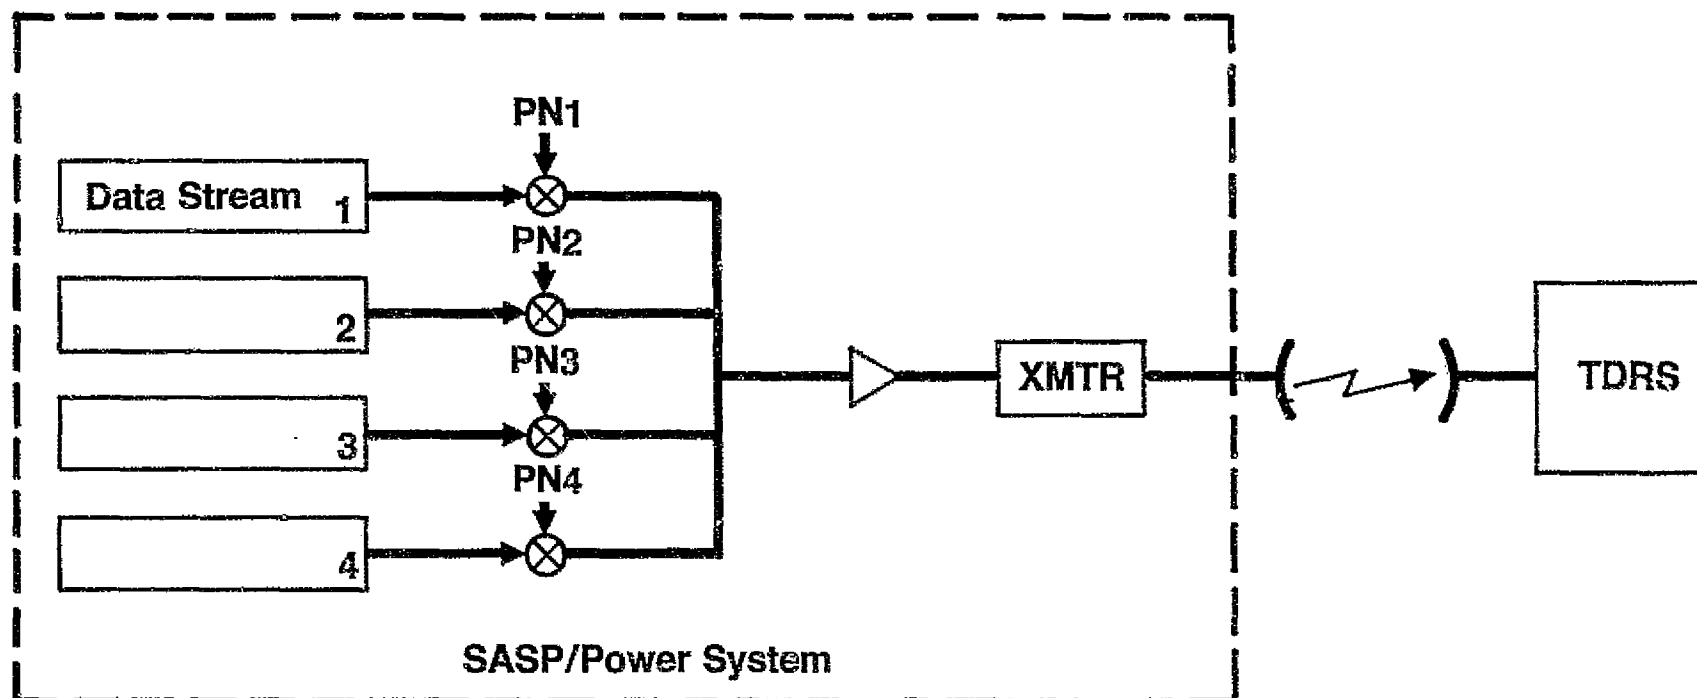 PN1
Data Stream 1
PN2
2
PN3
XMTR
TDRS
3
PN4
4
SASP/Power System